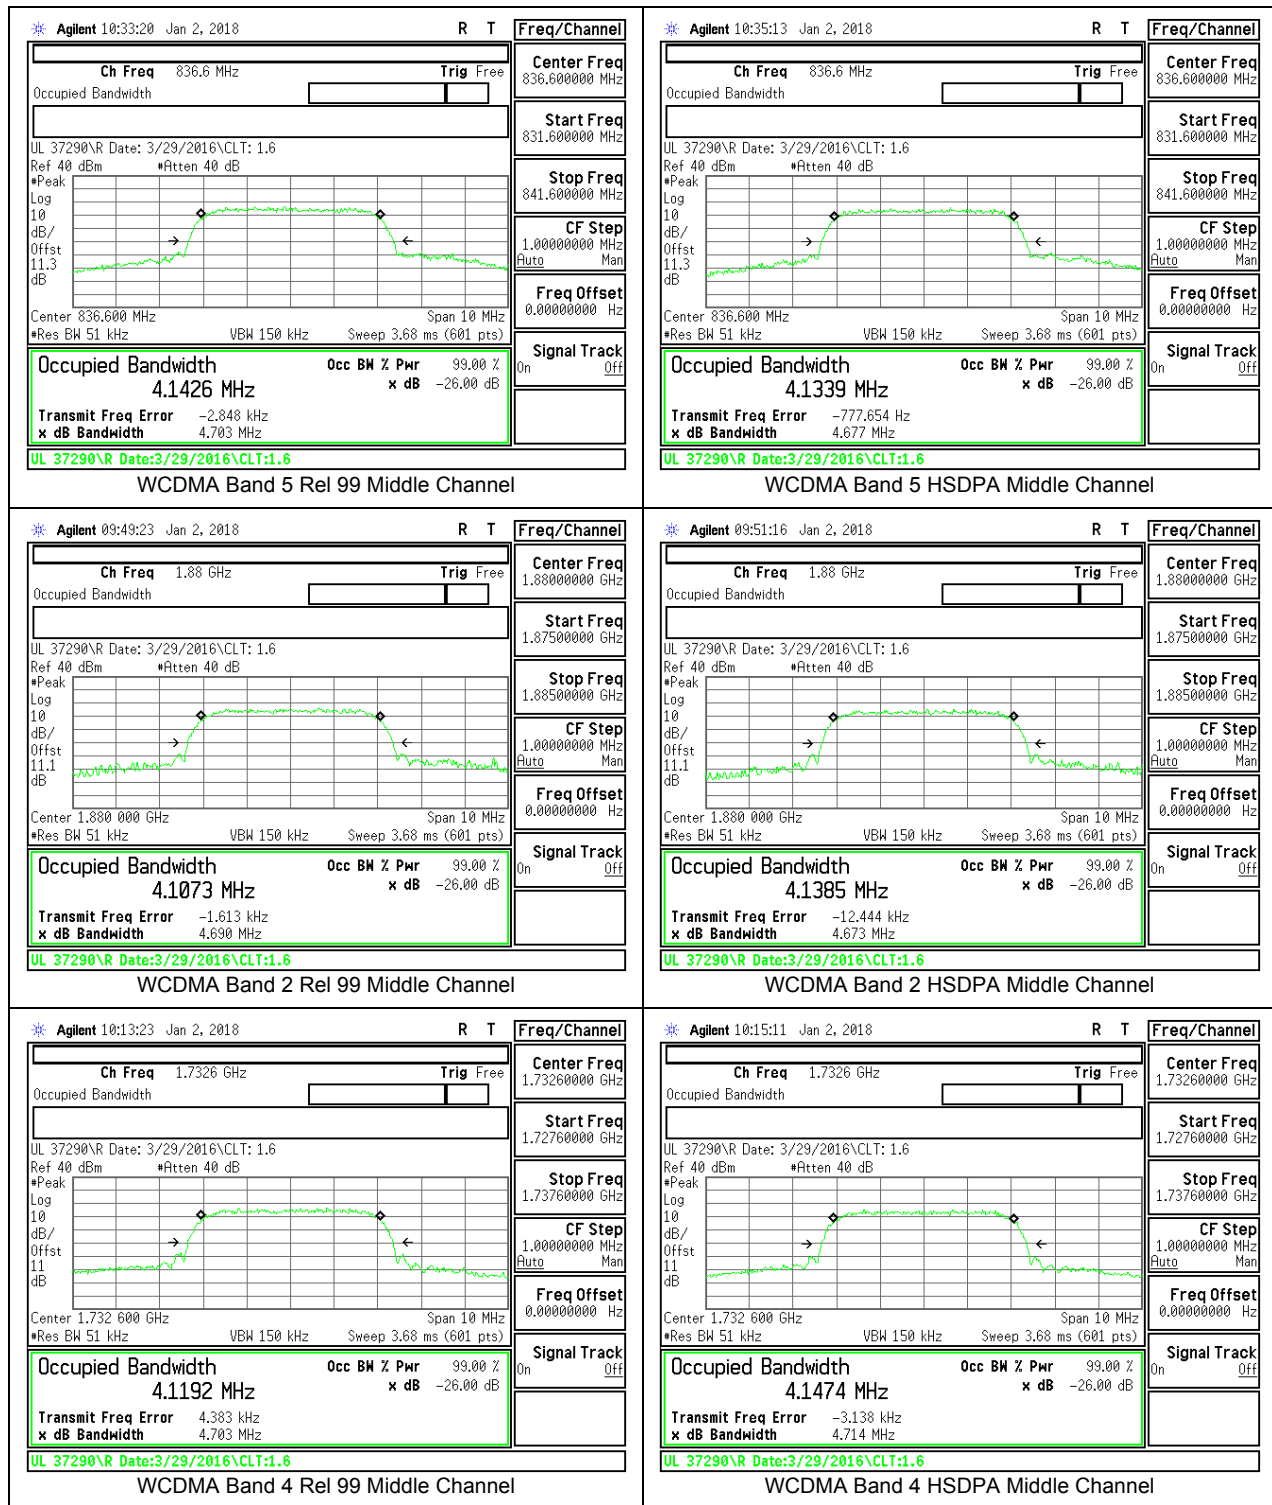 Agilent 10:33:20 Jan 2, 2018 R T Freq/Channel
Ch Freq 836.6 MHz Trig Free
Occupied Bandwidth
Center Freq
836.600000 MHz
Start Freq
831.600000 MHz
Stop Freq
841.600000 MHz
CF Step
1.00000000 MHz
Auto Man
Freq Offset
0.00000000 Hz
Signal Track
On Off
UL 37290\R Date: 3/29/2016\CLT: 1.6
Ref 40 dBm #Atten 40 dB
#Peak
Log
10
dB/
Offst
11.3
dB
Center 836.600 MHz Span 10 MHz
#Res BW 51 kHz VBW 150 kHz Sweep 3.68 ms (601 pts)
Occupied Bandwidth Occ BW % Pwr 99.00 %
4.1426 MHz x dB -26.00 dB
Transmit Freq Error -2.848 kHz
x dB Bandwidth 4.703 MHz
UL 37290\R Date:3/29/2016\CLT:1.6
WCDMA Band 5 Rel 99 Middle Channel
Agilent 10:35:13 Jan 2, 2018 R T Freq/Channel
Ch Freq 836.6 MHz Trig Free
Occupied Bandwidth
Center Freq
836.600000 MHz
Start Freq
831.600000 MHz
Stop Freq
841.600000 MHz
CF Step
1.00000000 MHz
Auto Man
Freq Offset
0.00000000 Hz
Signal Track
On Off
UL 37290\R Date: 3/29/2016\CLT: 1.6
Ref 40 dBm #Atten 40 dB
#Peak
Log
10
dB/
Offst
11.3
dB
Center 836.600 MHz Span 10 MHz
#Res BW 51 kHz VBW 150 kHz Sweep 3.68 ms (601 pts)
Occupied Bandwidth Occ BW % Pwr 99.00 %
4.1339 MHz x dB -26.00 dB
Transmit Freq Error -777.654 Hz
x dB Bandwidth 4.677 MHz
UL 37290\R Date:3/29/2016\CLT:1.6
WCDMA Band 5 HSDPA Middle Channel
Agilent 09:49:23 Jan 2, 2018 R T Freq/Channel
Ch Freq 1.88 GHz Trig Free
Occupied Bandwidth
Center Freq
1.88000000 GHz
Start Freq
1.87500000 GHz
Stop Freq
1.88500000 GHz
CF Step
1.00000000 MHz
Auto Man
Freq Offset
0.00000000 Hz
Signal Track
On Off
UL 37290\R Date: 3/29/2016\CLT: 1.6
Ref 40 dBm #Atten 40 dB
#Peak
Log
10
dB/
Offst
11.1
dB
Center 1.880 000 GHz Span 10 MHz
#Res BW 51 kHz VBW 150 kHz Sweep 3.68 ms (601 pts)
Occupied Bandwidth Occ BW % Pwr 99.00 %
4.1073 MHz x dB -26.00 dB
Transmit Freq Error -1.613 kHz
x dB Bandwidth 4.690 MHz
UL 37290\R Date:3/29/2016\CLT:1.6
WCDMA Band 2 Rel 99 Middle Channel
Agilent 09:51:16 Jan 2, 2018 R T Freq/Channel
Ch Freq 1.88 GHz Trig Free
Occupied Bandwidth
Center Freq
1.88000000 GHz
Start Freq
1.87500000 GHz
Stop Freq
1.88500000 GHz
CF Step
1.00000000 MHz
Auto Man
Freq Offset
0.00000000 Hz
Signal Track
On Off
UL 37290\R Date: 3/29/2016\CLT: 1.6
Ref 40 dBm #Atten 40 dB
#Peak
Log
10
dB/
Offst
11.1
dB
Center 1.880 000 GHz Span 10 MHz
#Res BW 51 kHz VBW 150 kHz Sweep 3.68 ms (601 pts)
Occupied Bandwidth Occ BW % Pwr 99.00 %
4.1385 MHz x dB -26.00 dB
Transmit Freq Error -12.444 kHz
x dB Bandwidth 4.673 MHz
UL 37290\R Date:3/29/2016\CLT:1.6
WCDMA Band 2 HSDPA Middle Channel
Agilent 10:13:23 Jan 2, 2018 R T Freq/Channel
Ch Freq 1.7326 GHz Trig Free
Occupied Bandwidth
Center Freq
1.73260000 GHz
Start Freq
1.72760000 GHz
Stop Freq
1.73760000 GHz
CF Step
1.00000000 MHz
Auto Man
Freq Offset
0.00000000 Hz
Signal Track
On Off
UL 37290\R Date: 3/29/2016\CLT: 1.6
Ref 40 dBm #Atten 40 dB
#Peak
Log
10
dB/
Offst
11
dB
Center 1.732 600 GHz Span 10 MHz
#Res BW 51 kHz VBW 150 kHz Sweep 3.68 ms (601 pts)
Occupied Bandwidth Occ BW % Pwr 99.00 %
4.1192 MHz x dB -26.00 dB
Transmit Freq Error 4.383 kHz
x dB Bandwidth 4.703 MHz
UL 37290\R Date:3/29/2016\CLT:1.6
WCDMA Band 4 Rel 99 Middle Channel
Agilent 10:15:11 Jan 2, 2018 R T Freq/Channel
Ch Freq 1.7326 GHz Trig Free
Occupied Bandwidth
Center Freq
1.73260000 GHz
Start Freq
1.72760000 GHz
Stop Freq
1.73760000 GHz
CF Step
1.00000000 MHz
Auto Man
Freq Offset
0.00000000 Hz
Signal Track
On Off
UL 37290\R Date: 3/29/2016\CLT: 1.6
Ref 40 dBm #Atten 40 dB
#Peak
Log
10
dB/
Offst
11
dB
Center 1.732 600 GHz Span 10 MHz
#Res BW 51 kHz VBW 150 kHz Sweep 3.68 ms (601 pts)
Occupied Bandwidth Occ BW % Pwr 99.00 %
4.1474 MHz x dB -26.00 dB
Transmit Freq Error -3.138 kHz
x dB Bandwidth 4.714 MHz
UL 37290\R Date:3/29/2016\CLT:1.6
WCDMA Band 4 HSDPA Middle Channel